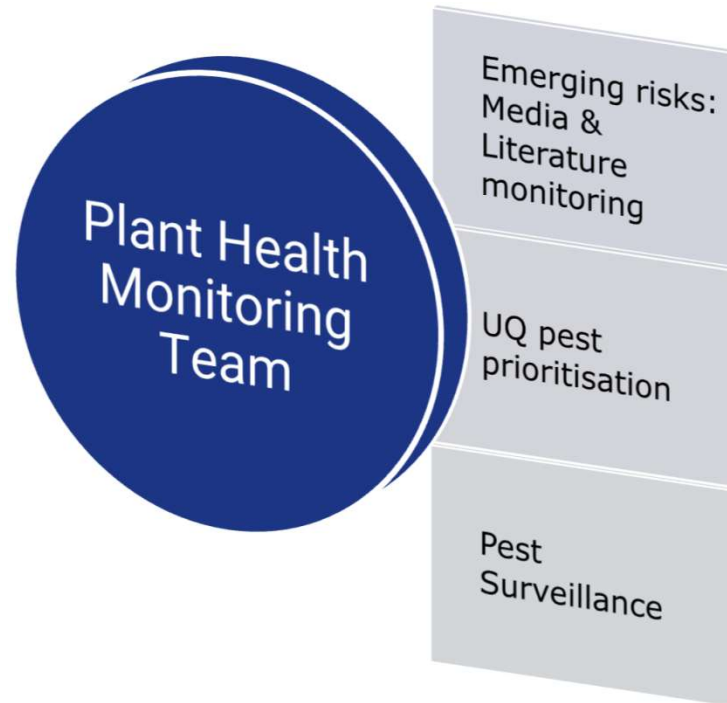 Plant Health
Monitoring
Team
Emerging risks:
Media &
Literature
monitoring
UQ pest
prioritisation
Pest
Surveillance